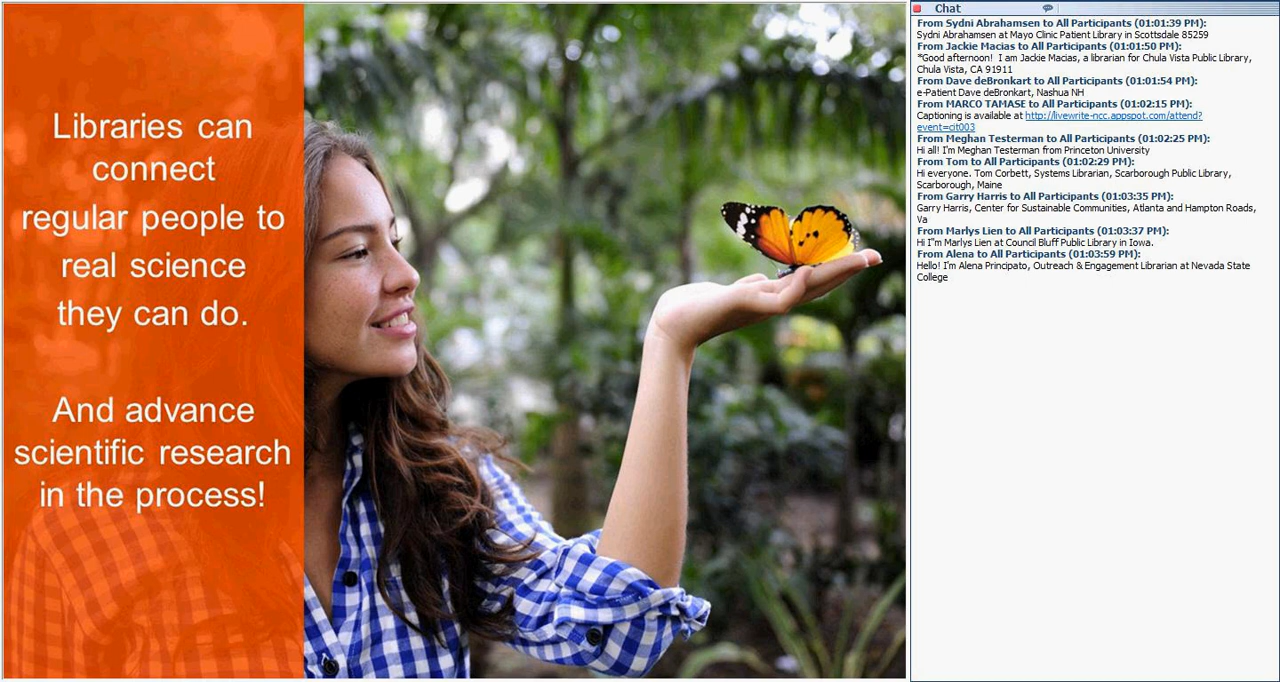 Libraries can
connect
regular people to
real science
they can do.
And advance
scientific research
in the process!
Chat
From Sydni Abrahamsen to All Participants (01:01:39 PM):
Sydni Abrahamsen at Mayo Clinic Patient Library in Scottsdale 85259
From Jackie Macias to All Participants (01:01:50 PM):
*Good afternoon! I am Jackie Macias, a librarian for Chula Vista Public Library,
Chula Vista, CA 91911
From Dave deBronkart to All Participants (01:01:54 PM):
e-Patient Dave deBronkart, Nashua NH
From MARCO TAMASE to All Participants (01:02:15 PM):
Captioning is available at http://livewrite-ncc.appspot.com/attend?
event=cit003
From Meghan Testerman to All Participants (01:02:25 PM):
Hi all! I'm Meghan Testerman from Princeton University
From Tom to All Participants (01:02:29 PM):
Hi everyone. Tom Corbett, Systems Librarian, Scarborough Public Library,
Scarborough, Maine
From Garry Harris to All Participants (01:03:35 PM):
Garry Harris, Center for Sustainable Communities, Atlanta and Hampton Roads,
Va
From Marlys Lien to All Participants (01:03:37 PM):
Hi I"m Marlys Lien at Council Bluff Public Library in Iowa.
From Alena to All Participants (01:03:59 PM):
Hello! I'm Alena Principato, Outreach & Engagement Librarian at Nevada State
College